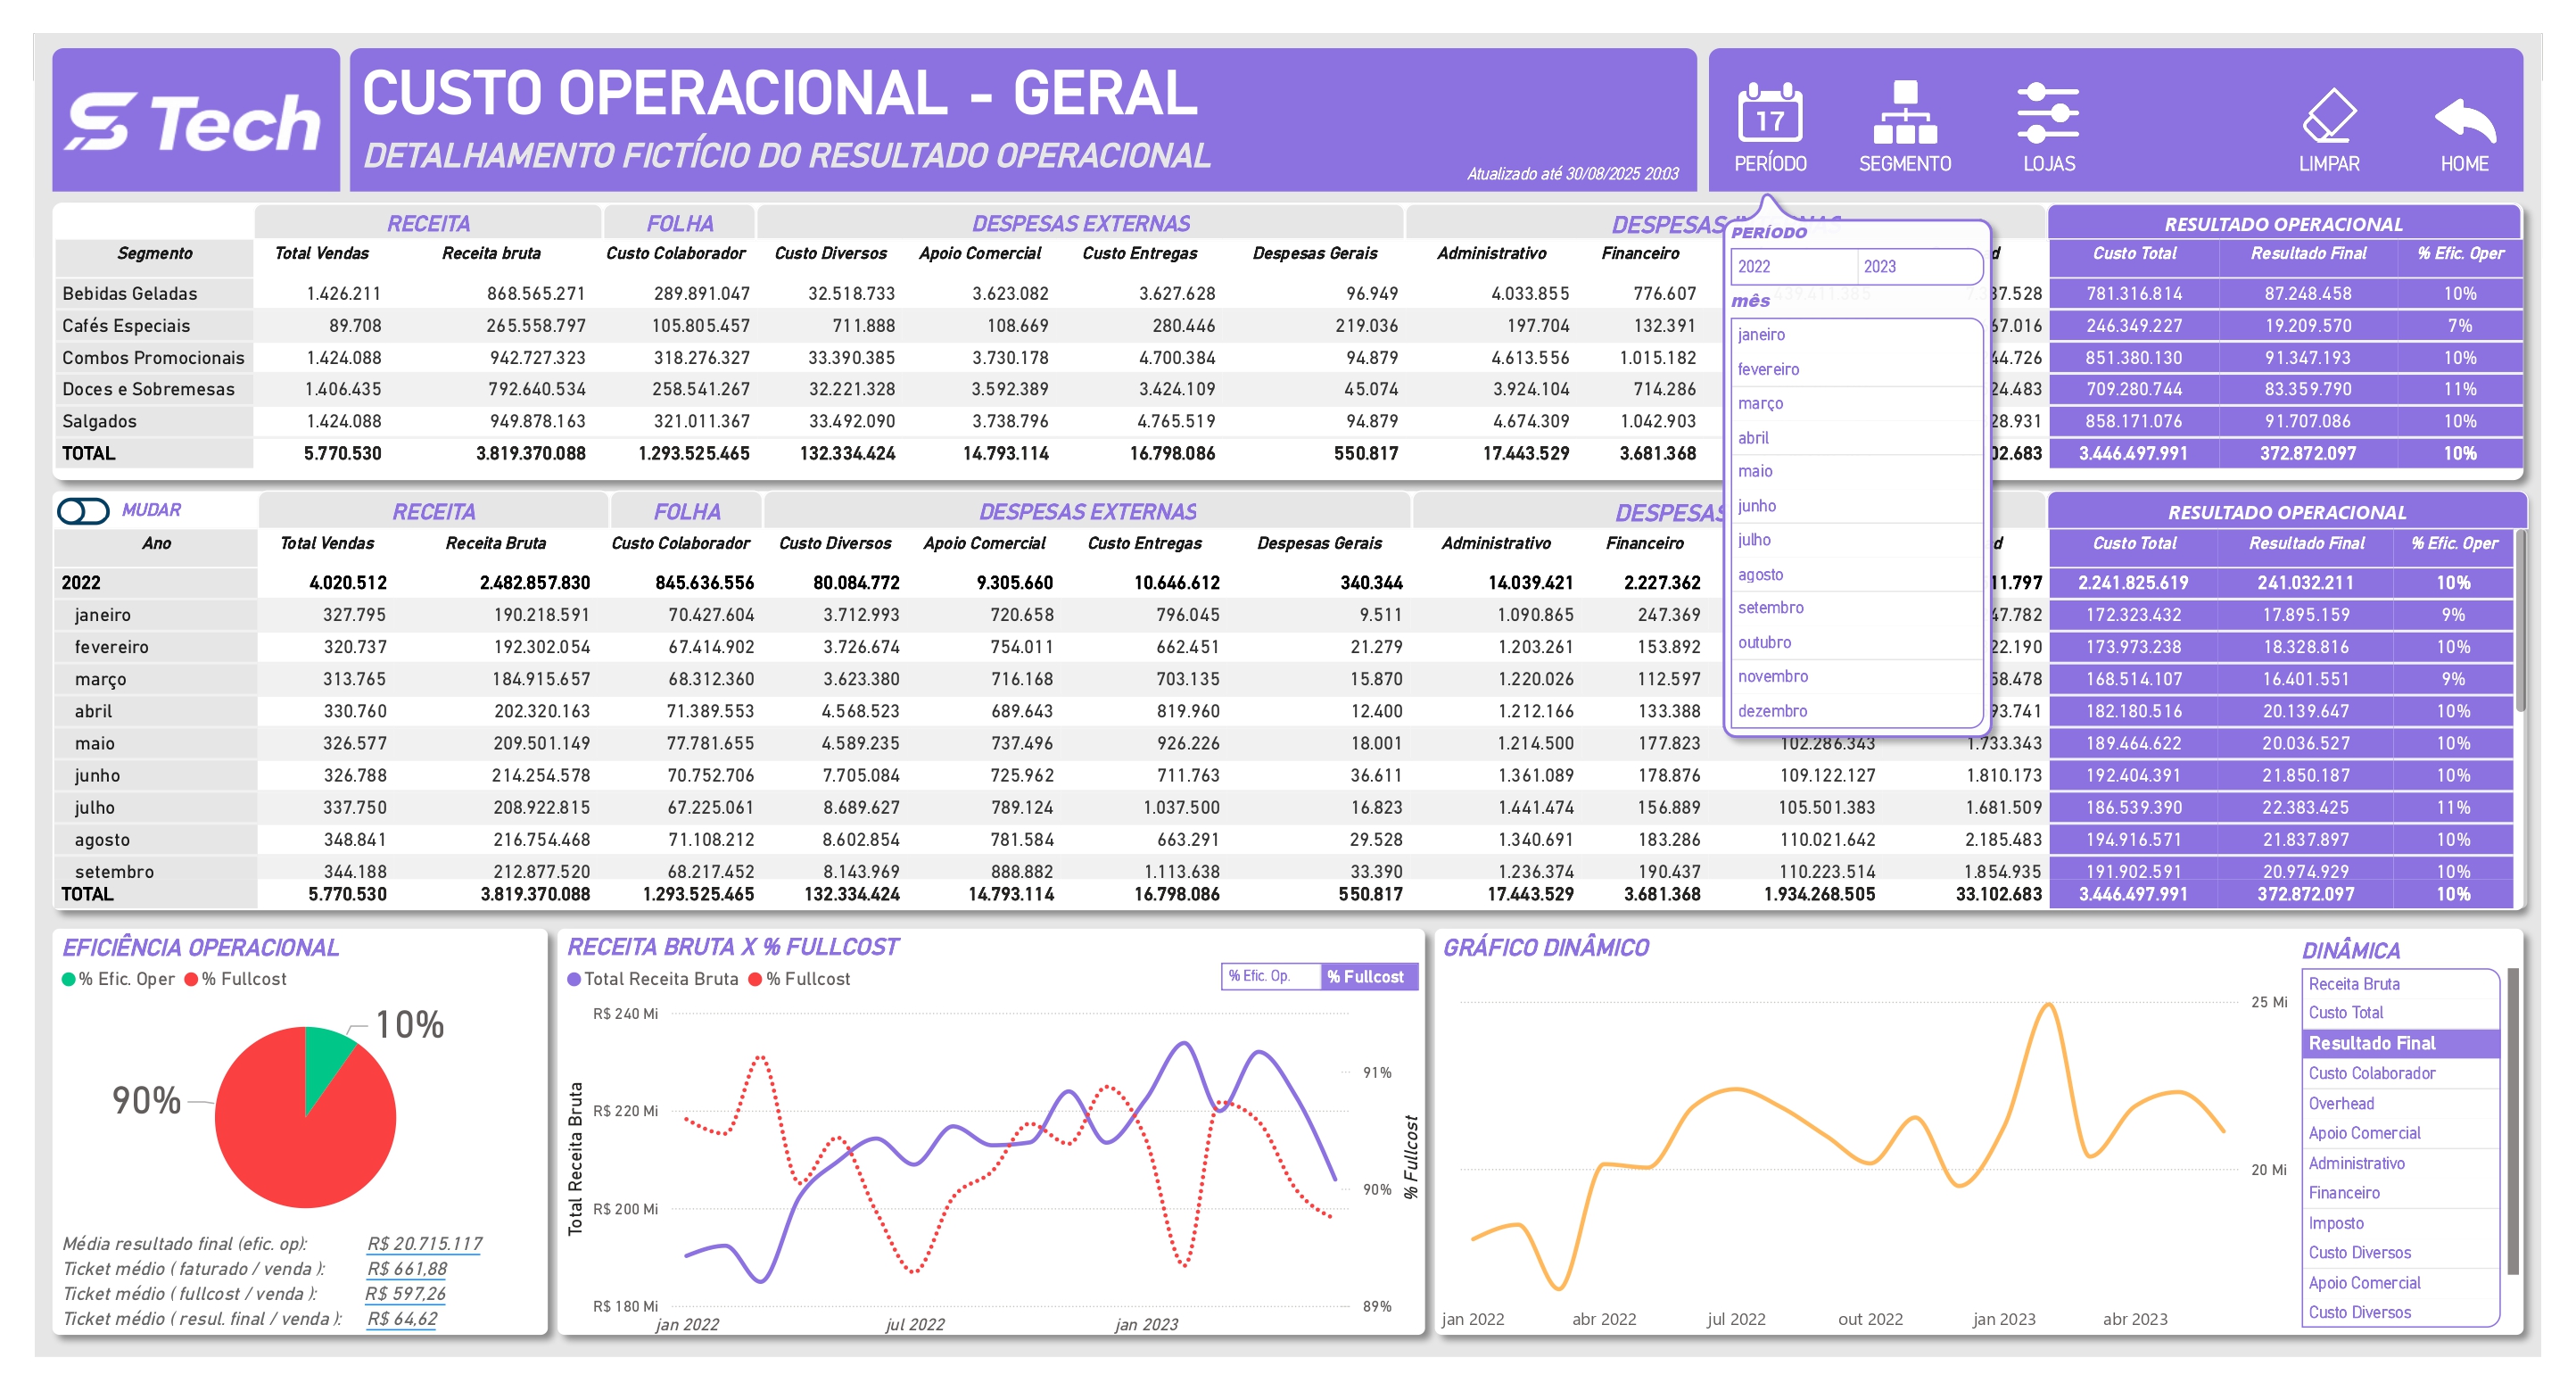 S Tech
CUSTO OPERACIONAL - GERAL
DETALHAMENTO FICTÍCIO DO RESULTADO OPERACIONAL
Atualizado até 30/08/2025 20:03
17
PERÍODO SEGMENTO LOJAS LIMPAR HOME
RECEITA FOLHA DESPESAS EXTERNAS DESPESAS RESULTADO OPERACIONAL
Segmento Total Vendas Receita bruta Custo Colaborador Custo Diversos Apoio Comercial Custo Entregas Despesas Gerais Administrativo Financeiro d Custo Total Resultado Final % Efic. Oper
Bebidas Geladas 1.426.211 868.565.271 289.891.047 32.518.733 3.623.082 3.627.628 96.949 4.033.855 776.607 37.528 781.316.814 87.248.458 10%
Cafés Especiais 89.708 265.558.797 105.805.457 711.888 108.669 280.446 219.036 197.704 132.391 67.016 246.349.227 19.209.570 7%
Combos Promocionais 1.424.088 942.727.323 318.276.327 33.390.385 3.730.178 4.700.384 94.879 4.613.556 1.015.182 44.726 851.380.130 91.347.193 10%
Doces e Sobremesas 1.406.435 792.640.534 258.541.267 32.221.328 3.592.389 3.424.109 45.074 3.924.104 714.286 24.483 709.280.744 83.359.790 11%
Salgados 1.424.088 949.878.163 321.011.367 33.492.090 3.738.796 4.765.519 94.879 4.674.309 1.042.903 28.931 858.171.076 91.707.086 10%
TOTAL 5.770.530 3.819.370.088 1.293.525.465 132.334.424 14.793.114 16.798.086 550.817 17.443.529 3.681.368 02.683 3.446.497.991 372.872.097 10%
PERÍODO
2022 2023
mês
janeiro
fevereiro
março
abril
maio
junho
julho
agosto
setembro
outubro
novembro
dezembro
MUDAR RECEITA FOLHA DESPESAS EXTERNAS DESPESAS RESULTADO OPERACIONAL
Ano Total Vendas Receita Bruta Custo Colaborador Custo Diversos Apoio Comercial Custo Entregas Despesas Gerais Administrativo Financeiro d Custo Total Resultado Final % Efic. Oper
2022 4.020.512 2.482.857.830 845.636.556 80.084.772 9.305.660 10.646.612 340.344 14.039.421 2.227.362 11.797 2.241.825.619 241.032.211 10%
janeiro 327.795 190.218.591 70.427.604 3.712.993 720.658 796.045 9.511 1.090.865 247.369 47.782 172.323.432 17.895.159 9%
fevereiro 320.737 192.302.054 67.414.902 3.726.674 754.011 662.451 21.279 1.203.261 153.892 22.190 173.973.238 18.328.816 10%
março 313.765 184.915.657 68.312.360 3.623.380 716.168 703.135 15.870 1.220.026 112.597 58.478 168.514.107 16.401.551 9%
abril 330.760 202.320.163 71.389.553 4.568.523 689.643 819.960 12.400 1.212.166 133.388 93.741 182.180.516 20.139.647 10%
maio 326.577 209.501.149 77.781.655 4.589.235 737.496 926.226 18.001 1.214.500 177.823 102.286.343 1.733.343 189.464.622 20.036.527 10%
junho 326.788 214.254.578 70.752.706 7.705.084 725.962 711.763 36.611 1.361.089 178.876 109.122.127 1.810.173 192.404.391 21.850.187 10%
julho 337.750 208.922.815 67.225.061 8.689.627 789.124 1.037.500 16.823 1.441.474 156.889 105.501.383 1.681.509 186.539.390 22.383.425 11%
agosto 348.841 216.754.468 71.108.212 8.602.854 781.584 663.291 29.528 1.340.691 183.286 110.021.642 2.185.483 194.916.571 21.837.897 10%
setembro 344.188 212.877.520 68.217.452 8.143.969 888.882 1.113.638 33.390 1.236.374 190.437 110.223.514 1.854.935 191.902.591 20.974.929 10%
TOTAL 5.770.530 3.819.370.088 1.293.525.465 132.334.424 14.793.114 16.798.086 550.817 17.443.529 3.681.368 1.934.268.505 33.102.683 3.446.497.991 372.872.097 10%
EFICIÊNCIA OPERACIONAL
% Efic. Oper % Fullcost
10%
90%
Média resultado final (efic. op): R$ 20.715.117
Ticket médio ( faturado / venda ): R$ 661,88
Ticket médio ( fullcost / venda ): R$ 597,26
Ticket médio ( resul. final / venda ): R$ 64,62
RECEITA BRUTA X % FULLCOST
Total Receita Bruta % Fullcost
% Efic. Op. % Fullcost
R$ 240 Mi
R$ 220 Mi
R$ 200 Mi
R$ 180 Mi
Total Receita Bruta
91%
90%
89%
% Fullcost
jan 2022 jul 2022 jan 2023
GRÁFICO DINÂMICO
25 Mi
20 Mi
jan 2022 abr 2022 jul 2022 out 2022 jan 2023 abr 2023
DINÂMICA
Receita Bruta
Custo Total
Resultado Final
Custo Colaborador
Overhead
Apoio Comercial
Administrativo
Financeiro
Imposto
Custo Diversos
Apoio Comercial
Custo Diversos